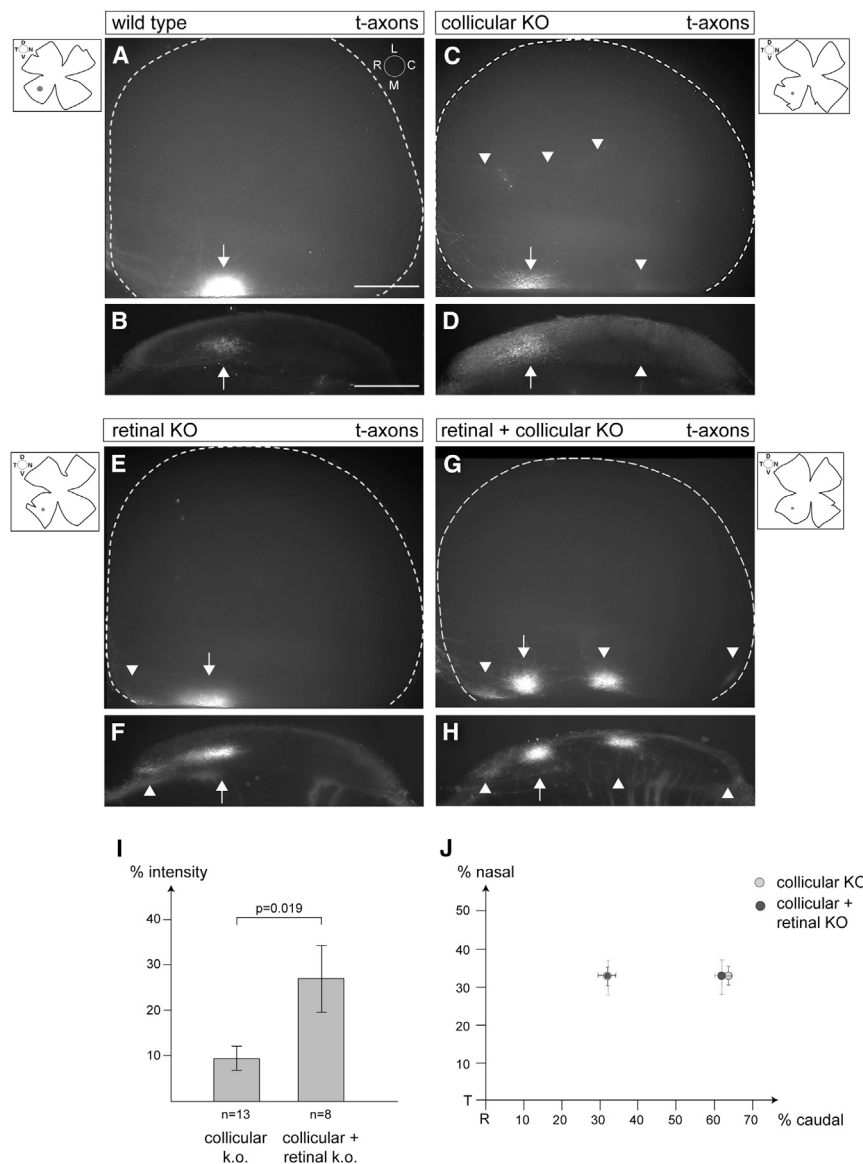 wild type t-axons
collicular KO t-axons
D
T N
V
A
L
R C
M
C
D
T N
V
B
D
retinal KO t-axons
retinal + collicular KO t-axons
D
T N
V
E
G
D
T N
V
F
H
I
% intensity
p=0.019
40
30
20
10
n=13
n=8
collicular
k.o.
collicular +
retinal k.o.
J
% nasal
collicular KO
collicular +
retinal KO
50
40
30
20
10
T
R
10 20 30 40 50 60 70
% caudal